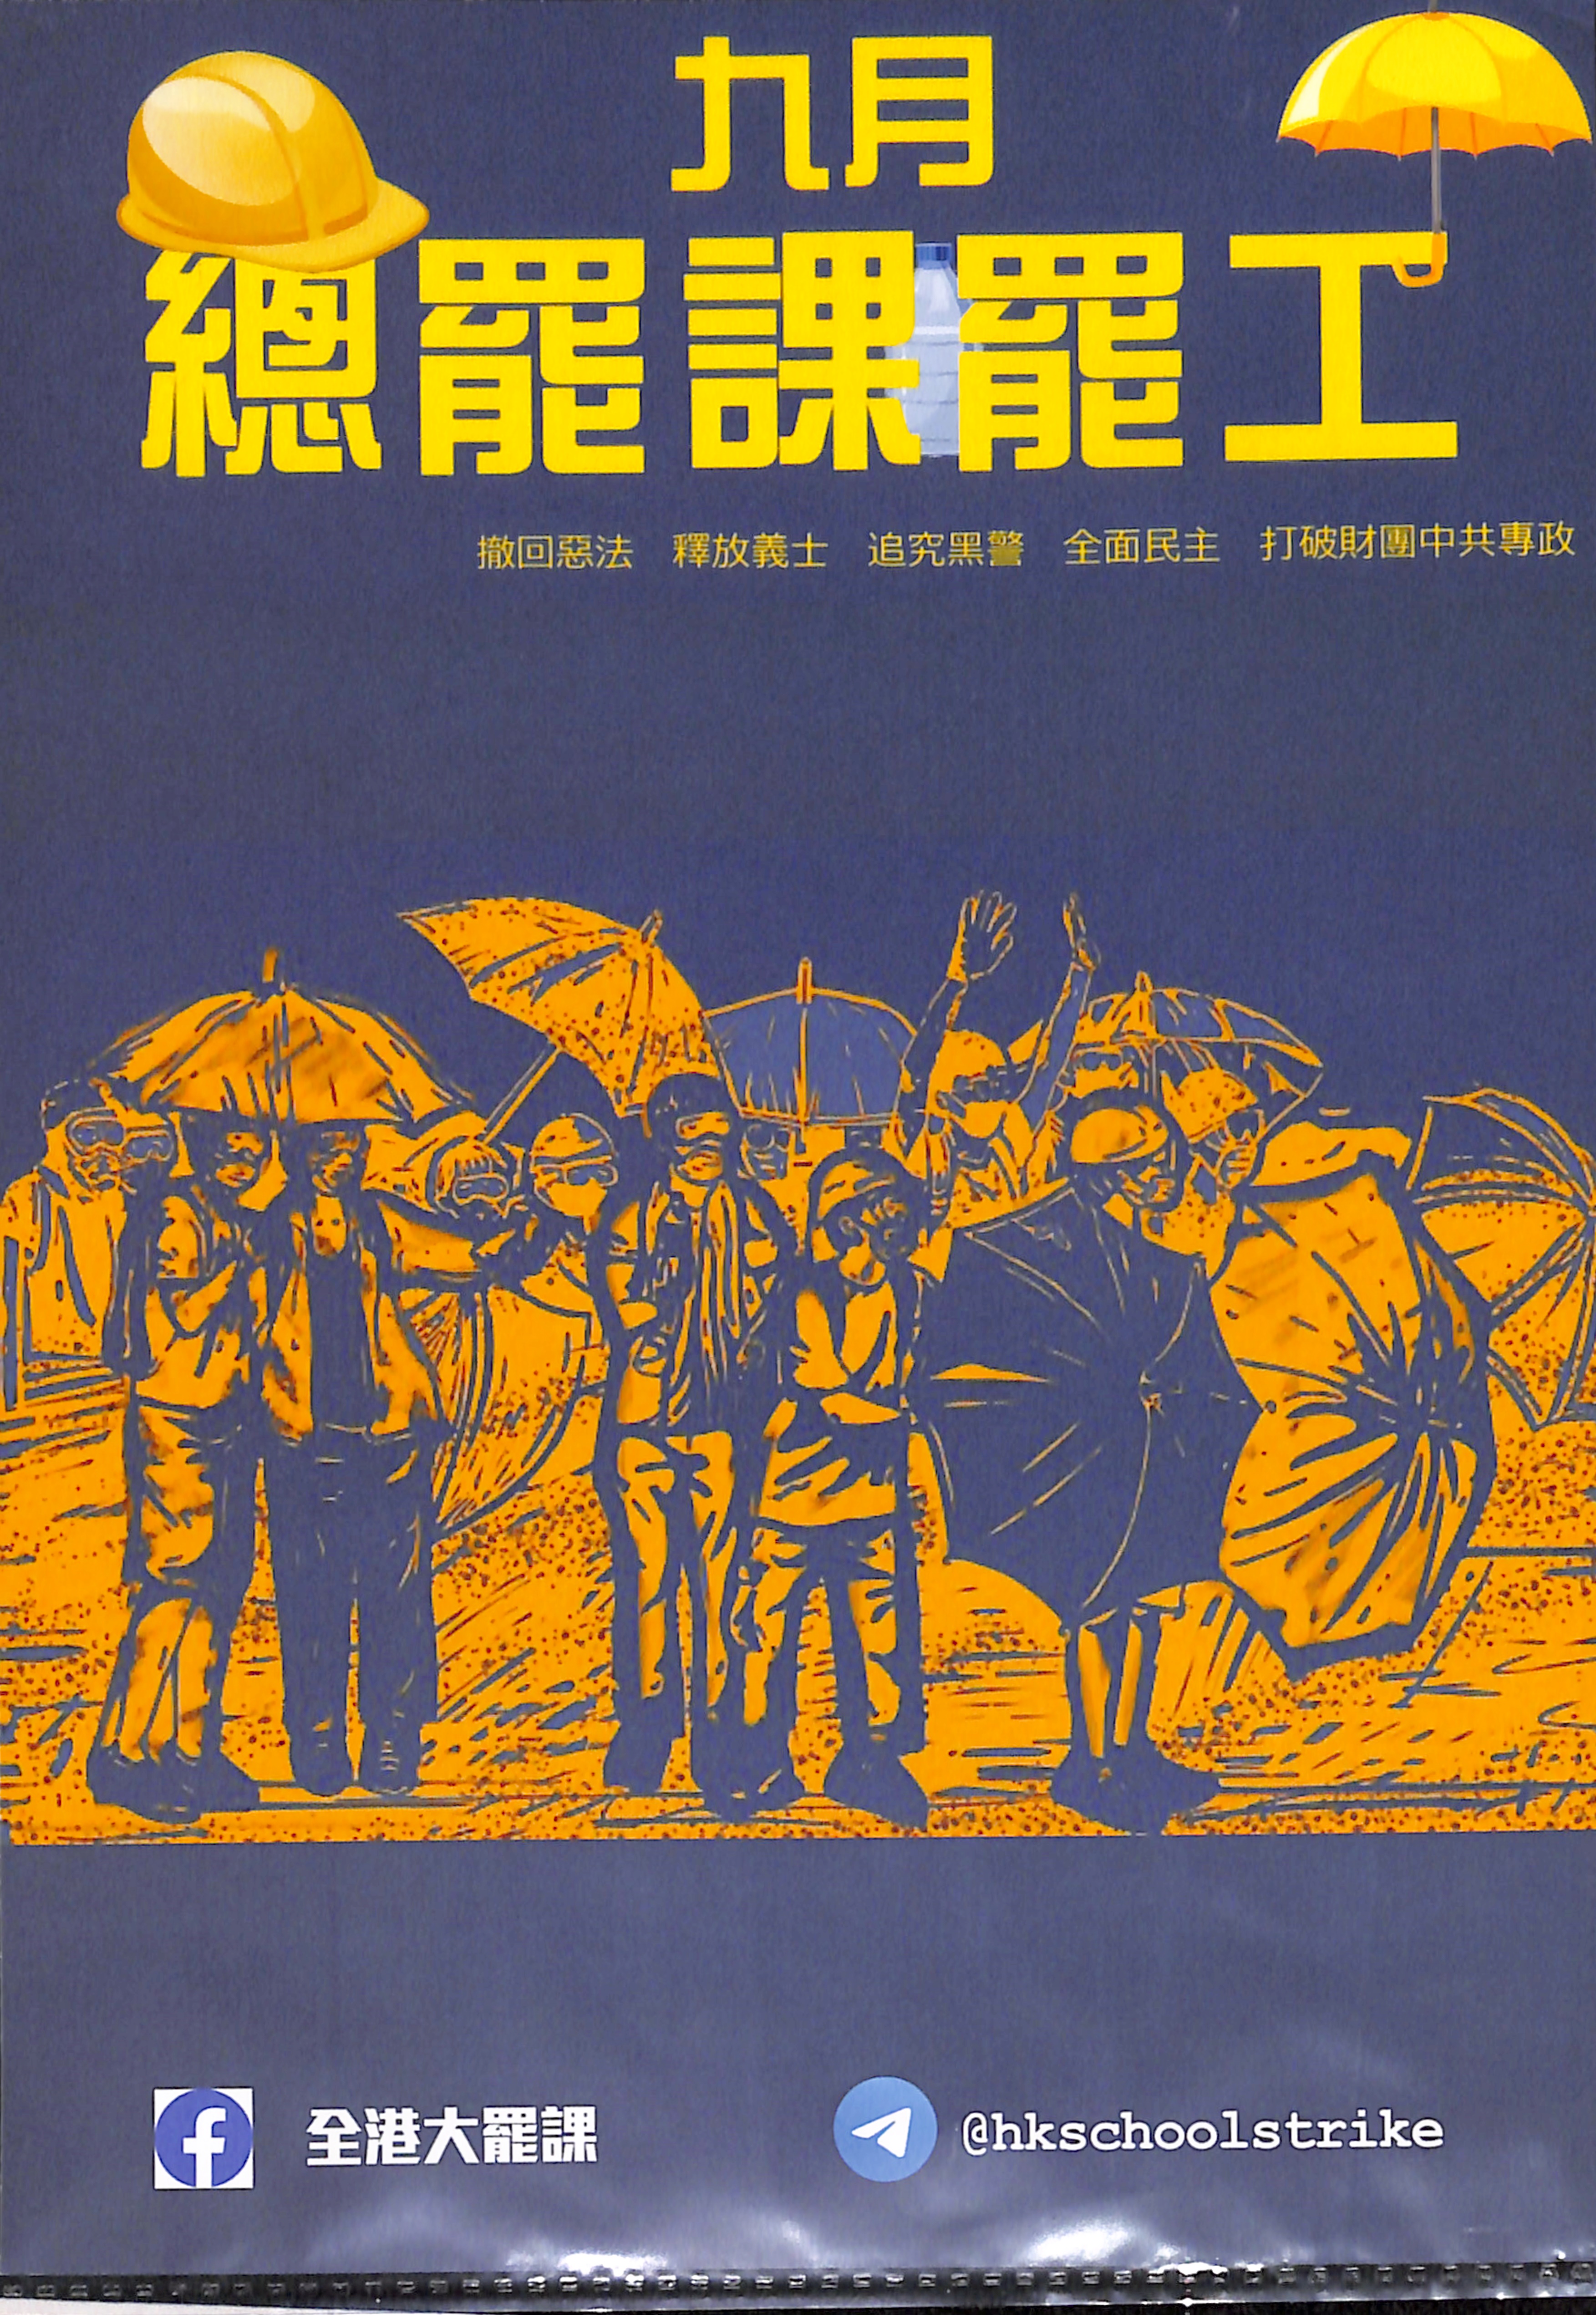 九月
總罷課罷工
撤回惡法 釋放義士 追究黑警 全面民主 打破財團中共專政
全港大罷課
@hkschoolstrike